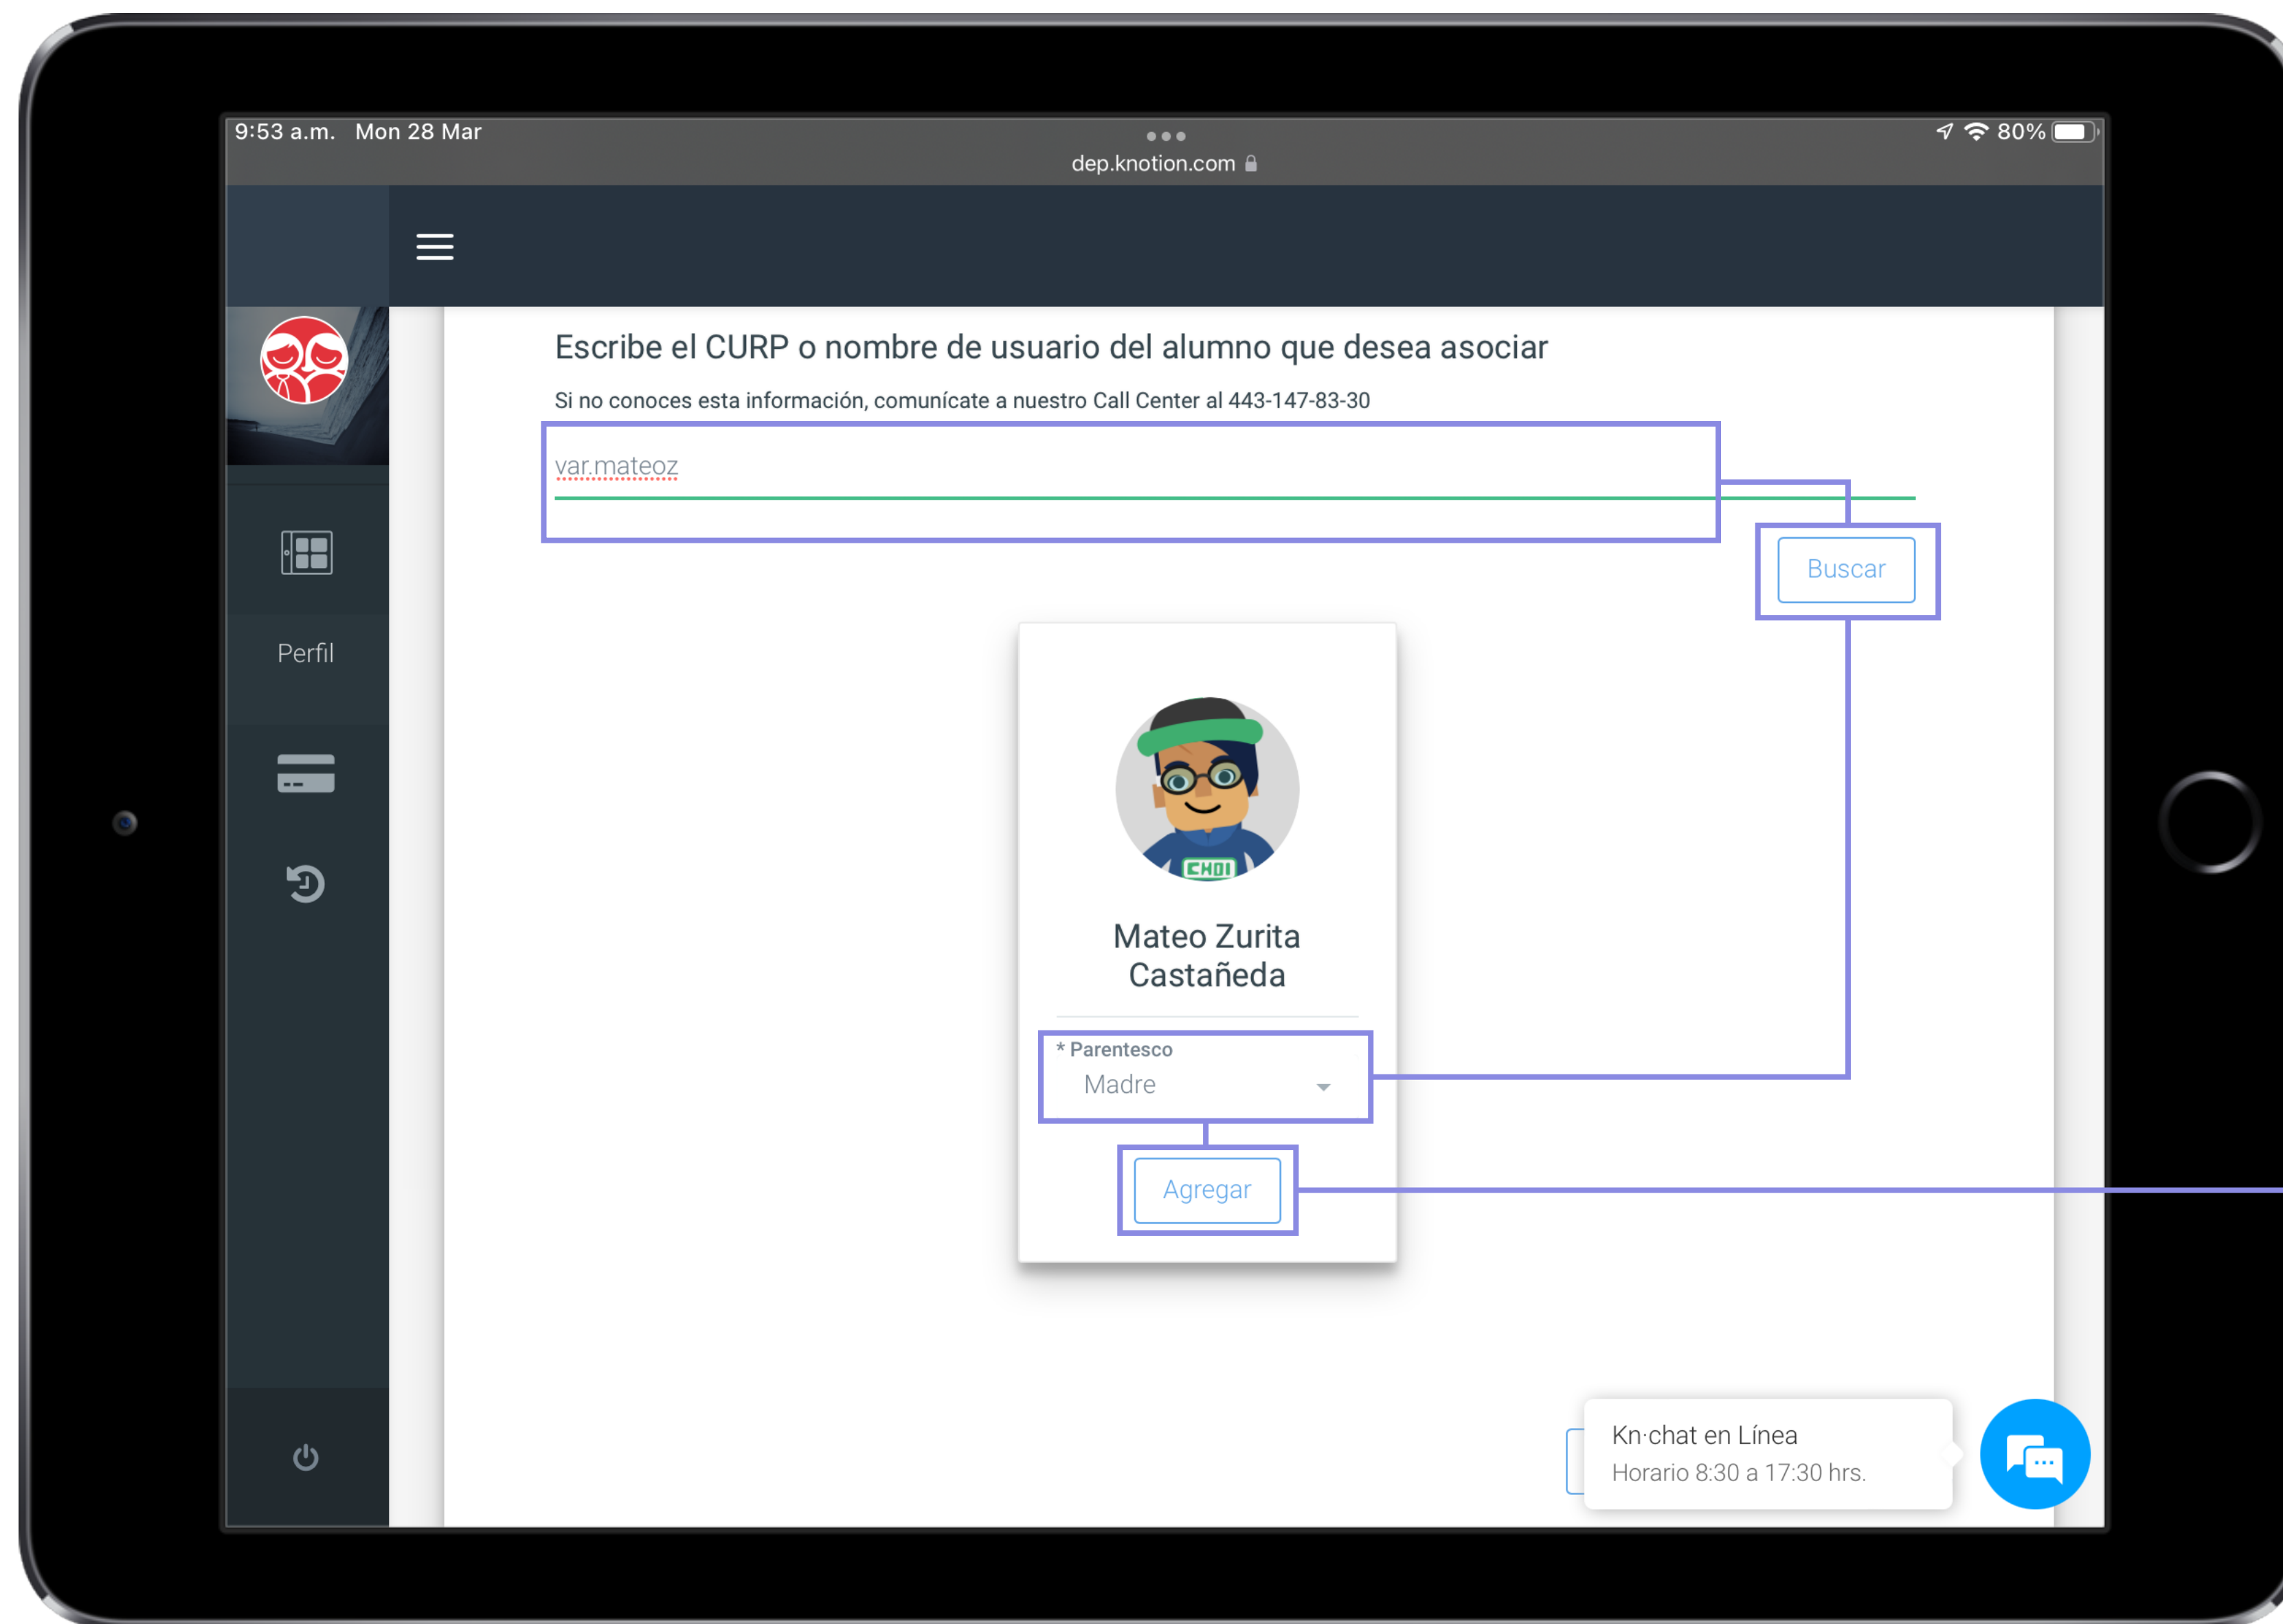 9:53 a.m. Mon 28 Mar
80%
dep.knotion.com
Escribe el CURP o nombre de usuario del alumno que desea asociar
Si no conoces esta información, comunícate a nuestro Call Center al 443-147-83-30
var.mateoz
Buscar
Perfil
CHOI
Mateo Zurita
Castañeda
* Parentesco
Madre
Agregar
Kn·chat en Línea
Horario 8:30 a 17:30 hrs.